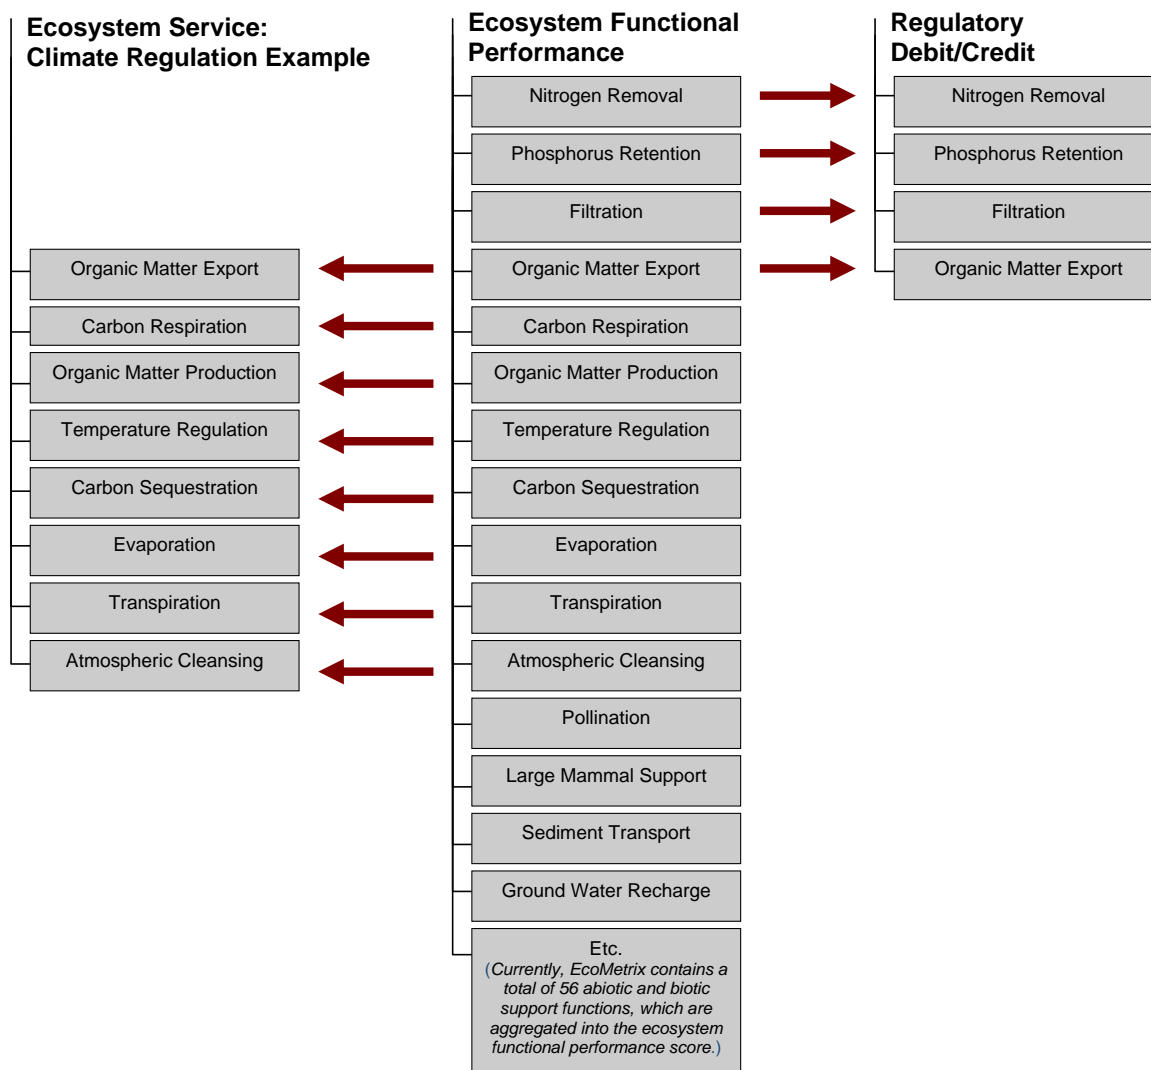 Ecosystem Service:
Climate Regulation Example
Organic Matter Export
Carbon Respiration
Organic Matter Production
Temperature Regulation
Carbon Sequestration
Evaporation
Transpiration
Atmospheric Cleansing
Ecosystem Functional
Performance
Nitrogen Removal
Phosphorus Retention
Filtration
Organic Matter Export
Carbon Respiration
Organic Matter Production
Temperature Regulation
Carbon Sequestration
Evaporation
Transpiration
Atmospheric Cleansing
Pollination
Large Mammal Support
Sediment Transport
Ground Water Recharge
Etc.
(Currently, EcoMetrix contains a
total of 56 abiotic and biotic
support functions, which are
aggregated into the ecosystem
functional performance score.)
Regulatory
Debit/Credit
Nitrogen Removal
Phosphorus Retention
Filtration
Organic Matter Export